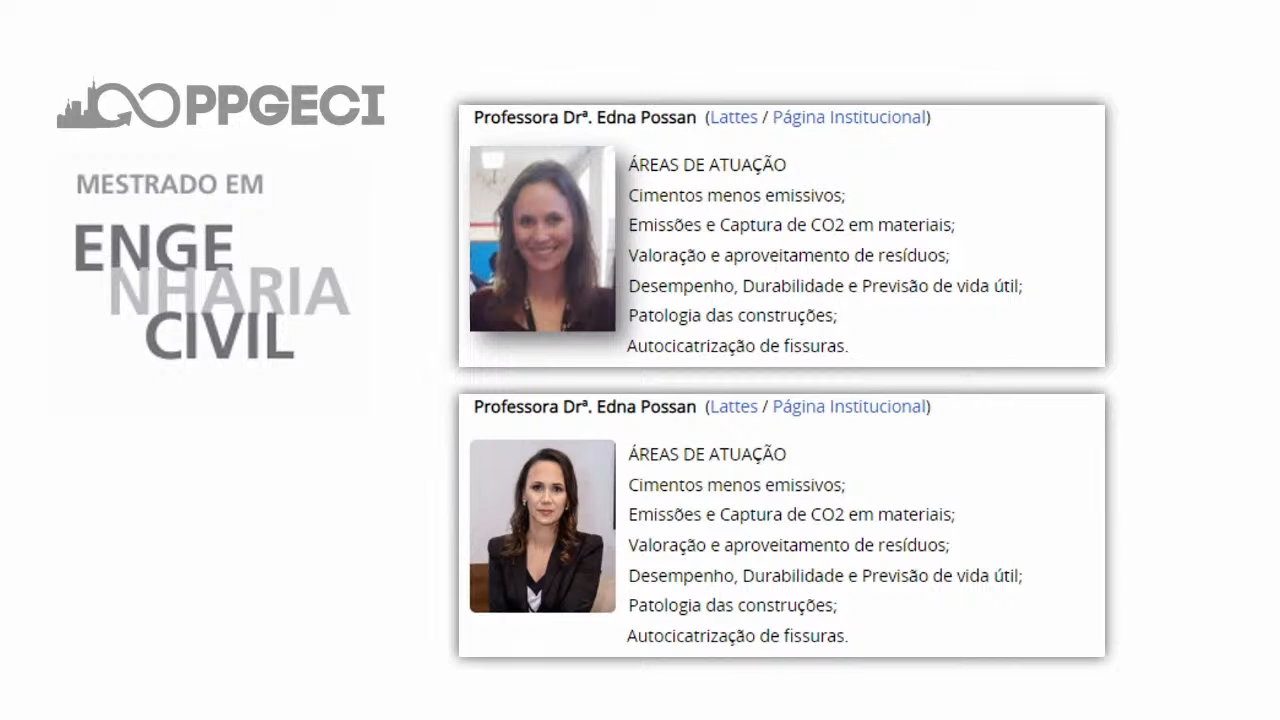 PPGECI
MESTRADO EM
ENGE
NHARIA
CIVIL
Professora Drª. Edna Possan (Lattes / Página Institucional)
ÁREAS DE ATUAÇÃO
Cimentos menos emissivos;
Emissões e Captura de CO2 em materiais;
Valoração e aproveitamento de resíduos;
Desempenho, Durabilidade e Previsão de vida útil;
Patologia das construções;
Autocicatrização de fissuras.
Professora Drª. Edna Possan (Lattes / Página Institucional)
ÁREAS DE ATUAÇÃO
Cimentos menos emissivos;
Emissões e Captura de CO2 em materiais;
Valoração e aproveitamento de resíduos;
Desempenho, Durabilidade e Previsão de vida útil;
Patologia das construções;
Autocicatrização de fissuras.